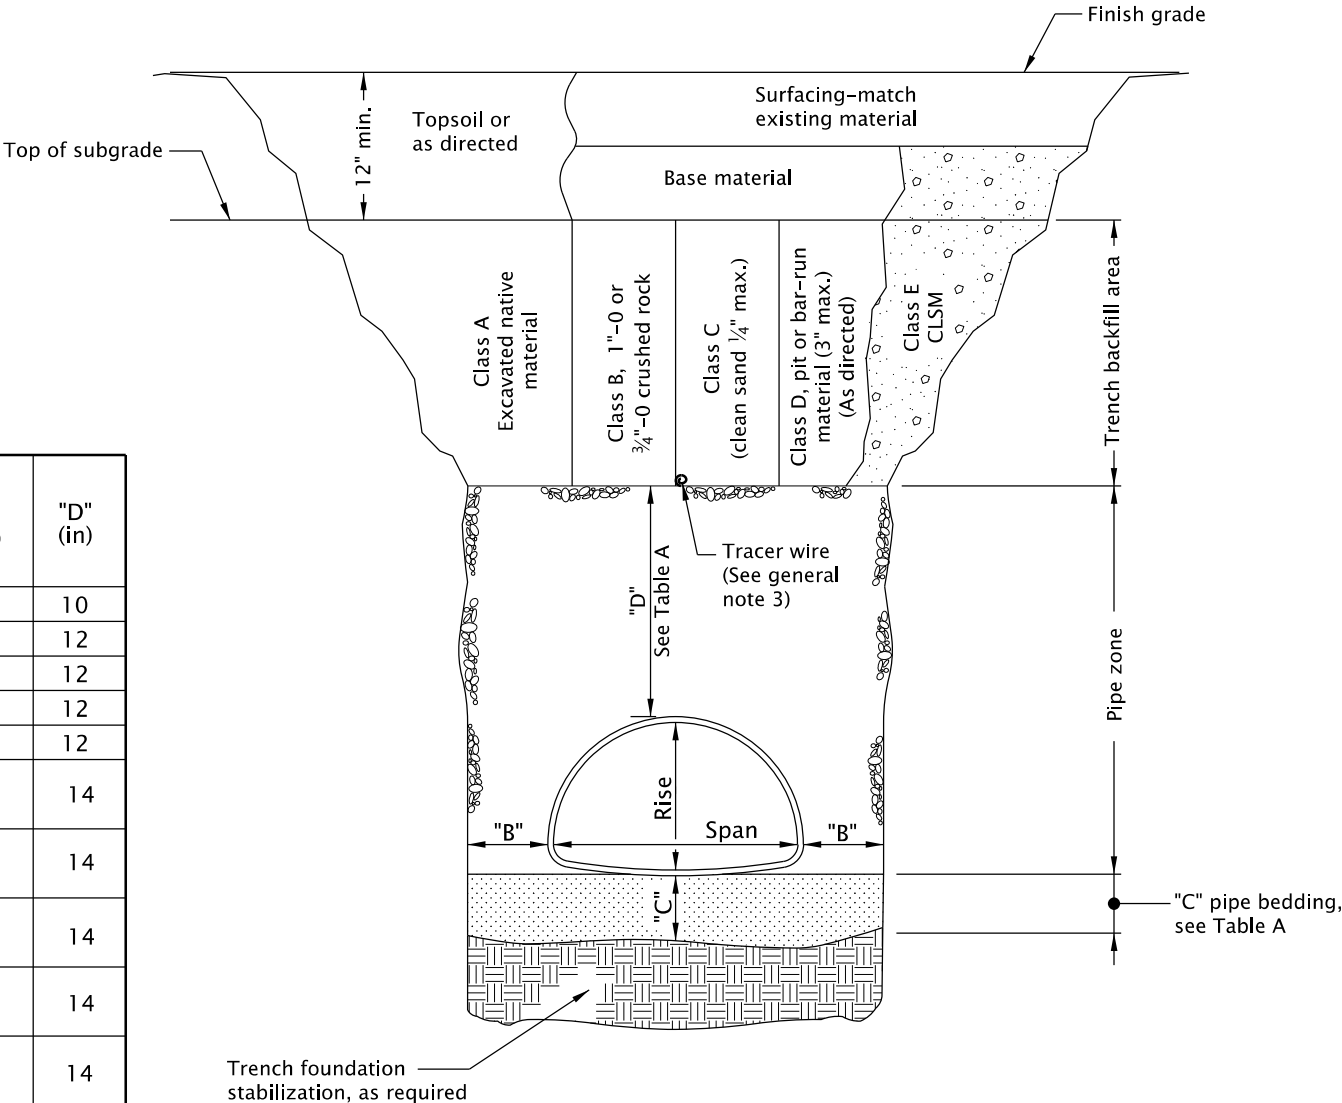 Finish grade
Surfacing-match
existing material
12" min.
Topsoil or
as directed
Top of subgrade
Base material
Class A
Excavated native
material
Class B, 1"-0 or
¾"-0 crushed rock
Class C
(clean sand ¼" max.)
Class D, pit or bar-run
material (3" max.)
(As directed)
Class E
CLSM
Trench backfill area
"D"
(in)
10
12
12
12
12
14
14
14
14
14
"D"
See Table A
Tracer wire
(See general
note 3)
Pipe zone
Rise
Span
"B"
"B"
"C"
"C" pipe bedding,
see Table A
Trench foundation
stabilization, as required